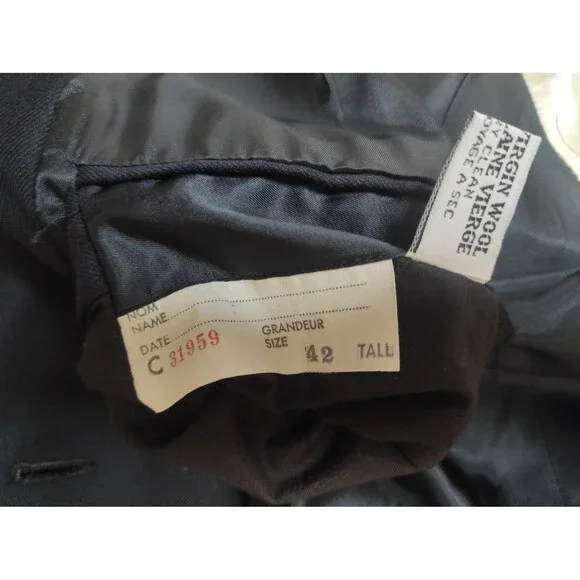 NOM
NAME
DATE
C 31959
GRANDEUR
SIZE 42 TALL
VIRGIN WOOL
LAINE VIERGE
DRY CLEAN
NETTOYAGE A SEC